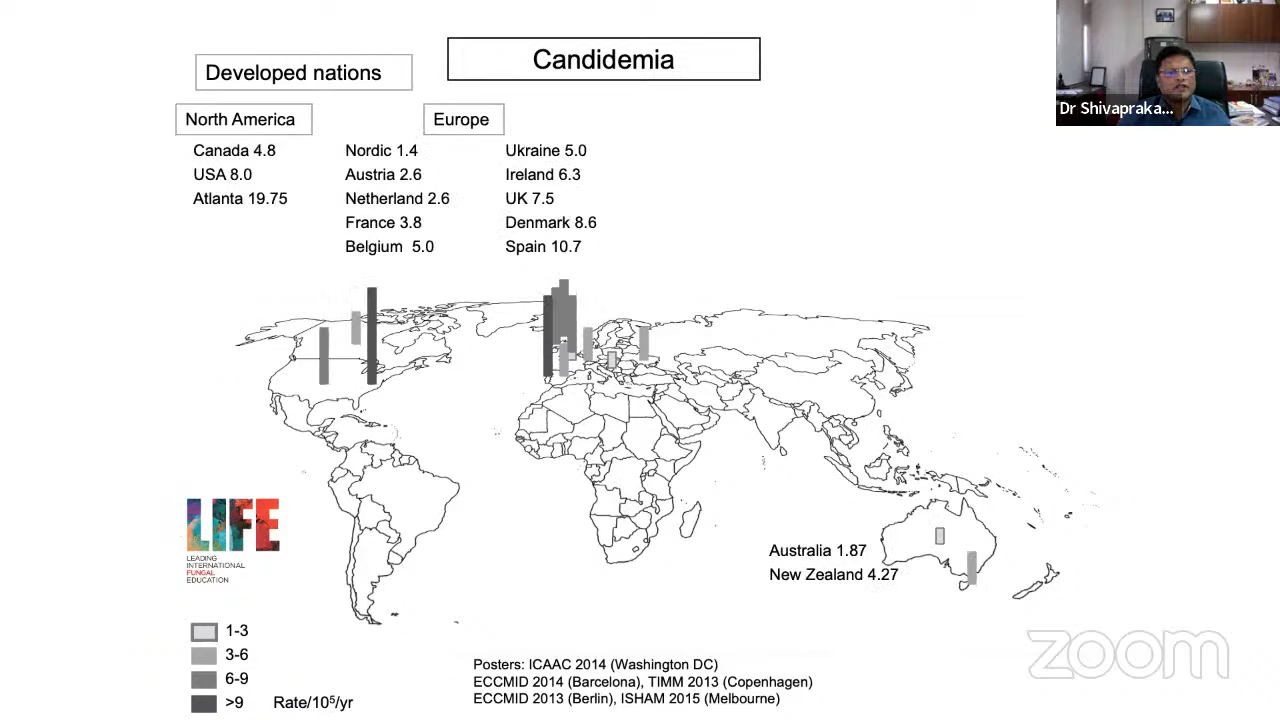 Candidemia
Developed nations
North America
Europe
Canada 4.8
USA 8.0
Atlanta 19.75
Nordic 1.4
Austria 2.6
Netherland 2.6
France 3.8
Belgium 5.0
Ukraine 5.0
Ireland 6.3
UK 7.5
Denmark 8.6
Spain 10.7
Dr Shivapraka...
LIFE
LEADING
INTERNATIONAL
FUNGAL
EDUCATION
Australia 1.87
New Zealand 4.27
1-3
3-6
6-9
>9 Rate/10⁵/yr
Posters: ICAAC 2014 (Washington DC)
ECCMID 2014 (Barcelona), TIMM 2013 (Copenhagen)
ECCMID 2013 (Berlin), ISHAM 2015 (Melbourne)
zoom